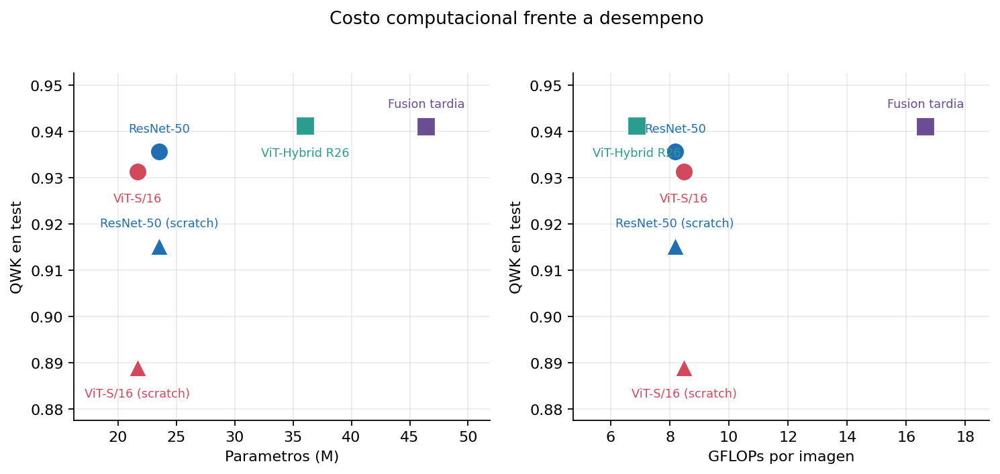 Costo computacional frente a desempeno
QWK en test
0.95
0.94
0.93
0.92
0.91
0.90
0.89
0.88
Fusion tardia
ResNet-50
ViT-Hybrid R26
ViT-S/16
ResNet-50 (scratch)
ViT-S/16 (scratch)
20 25 30 35 40 45 50
Parametros (M)
QWK en test
0.95
0.94
0.93
0.92
0.91
0.90
0.89
0.88
Fusion tardia
ResNet-50
ViT-Hybrid R26
ViT-S/16
ResNet-50 (scratch)
ViT-S/16 (scratch)
6 8 10 12 14 16 18
GFLOPs por imagen